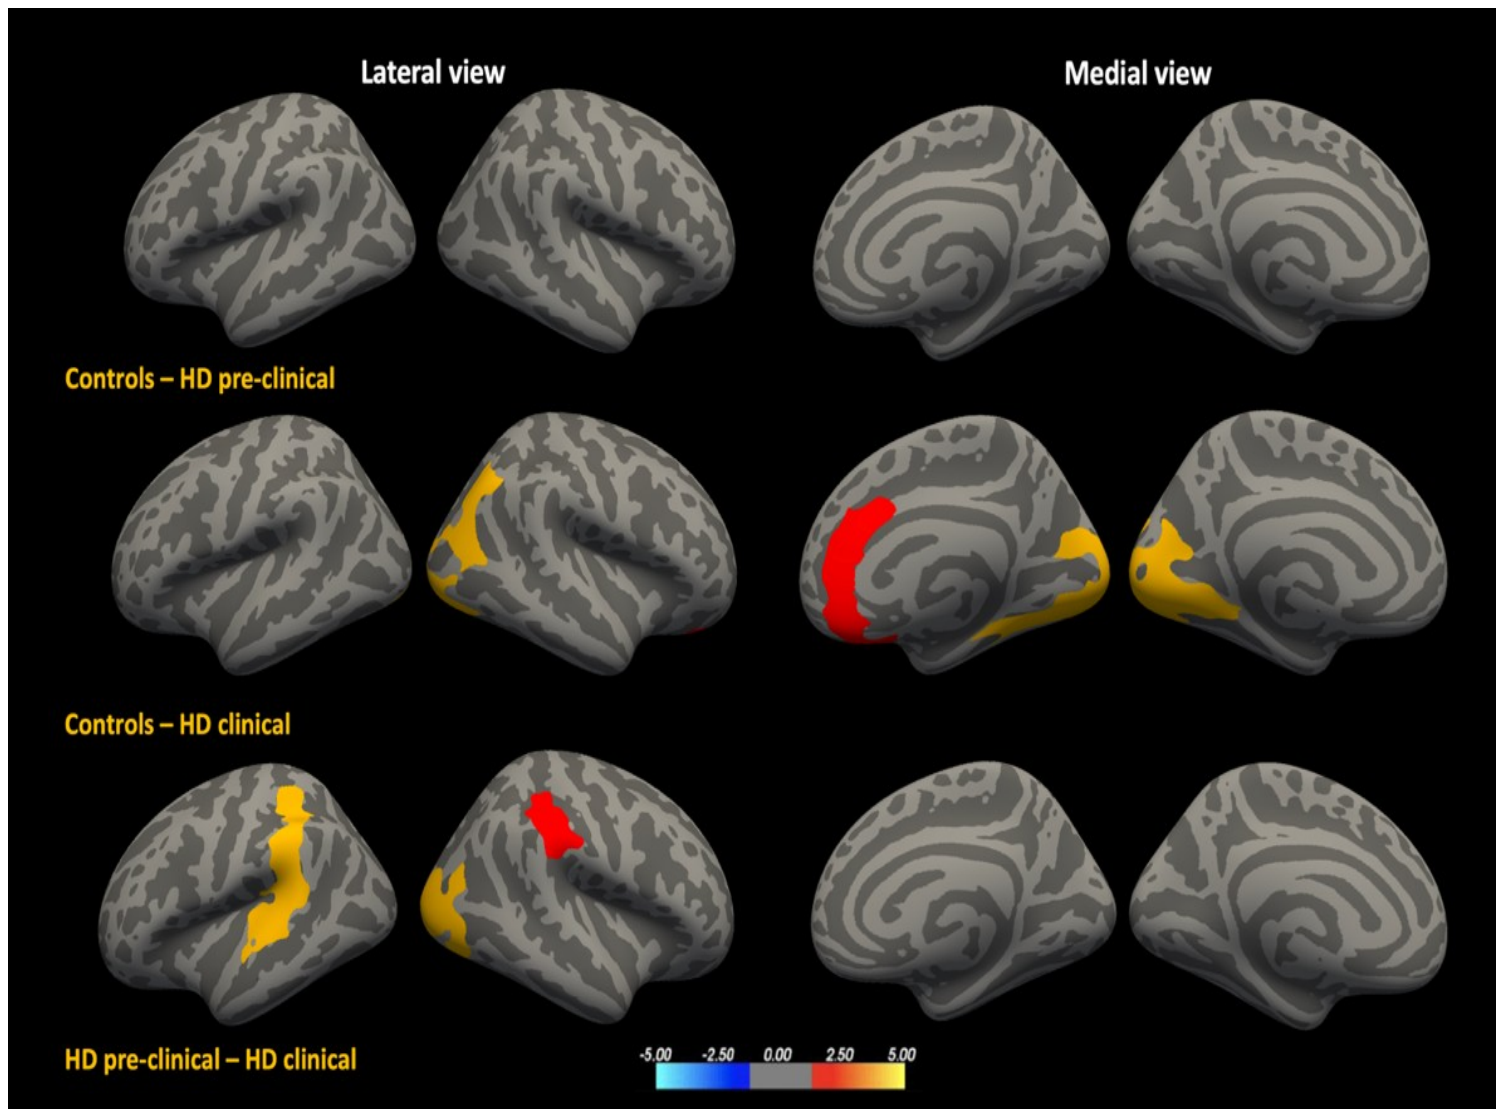 Lateral view
Medial view
Controls – HD pre-clinical
Controls – HD clinical
HD pre-clinical – HD clinical
-5.00 -2.50 0.00 2.50 5.00